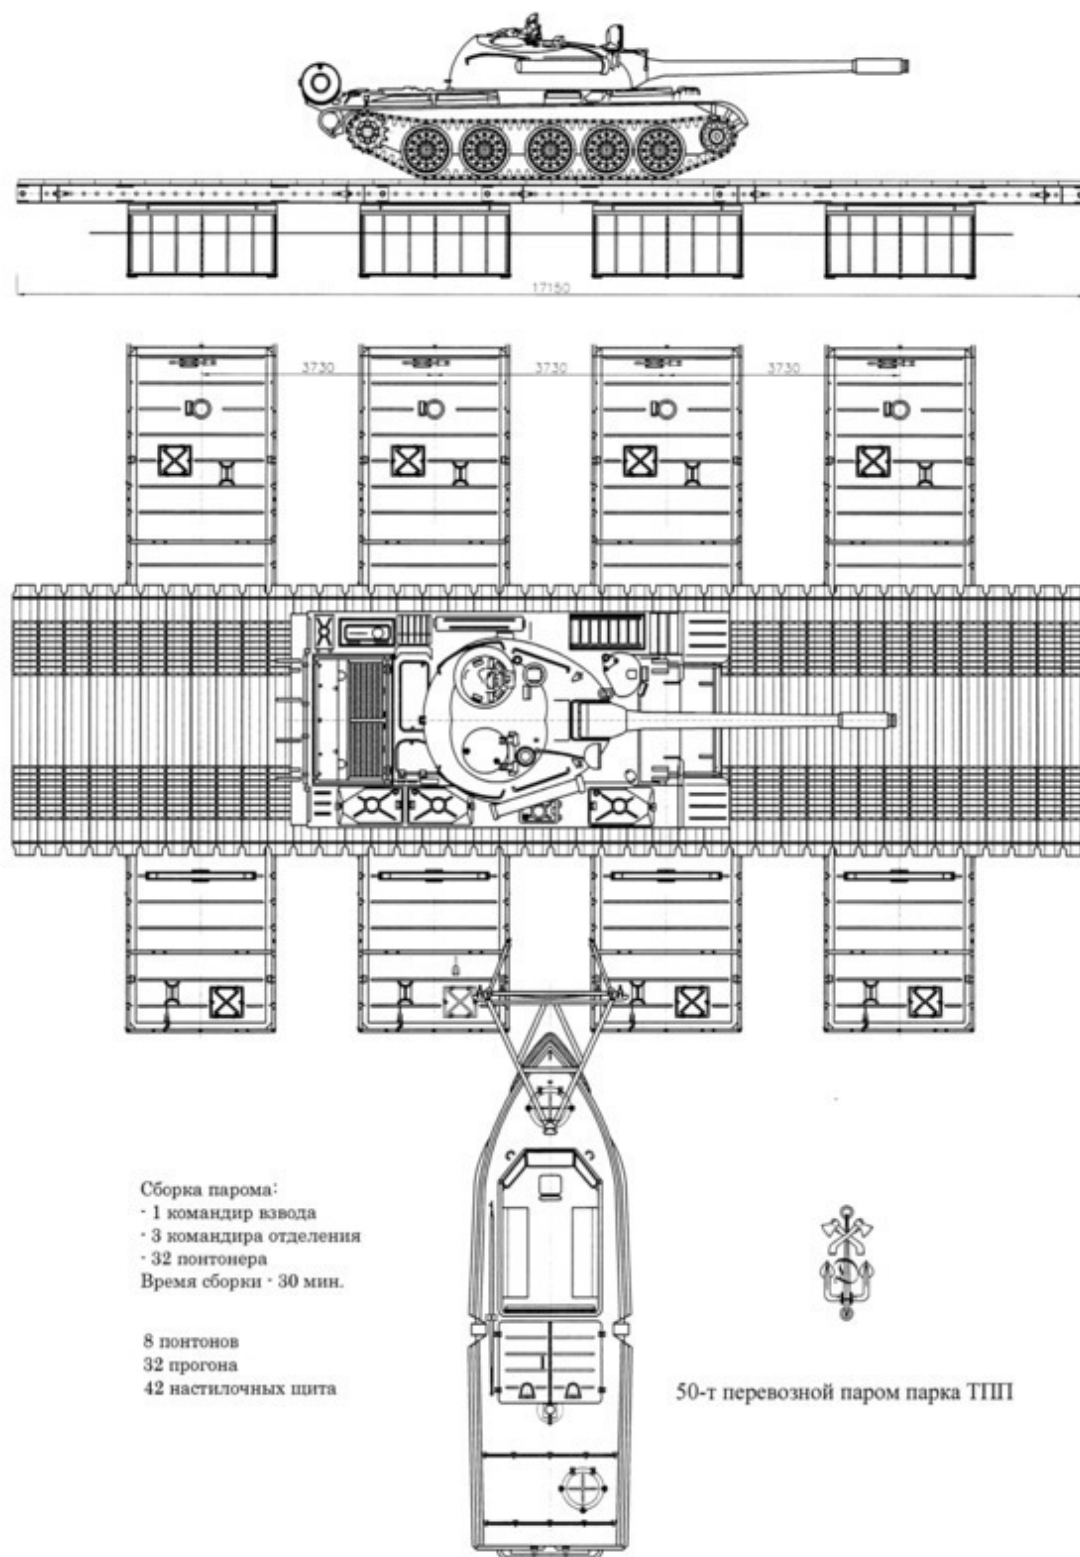 17150
3730
3730
3730
Сборка парома:
- 1 командир взвода
- 3 командира отделения
- 32 понтонера
Время сборки - 30 мин.
8 понтонов
32 прогона
42 настилочных щита
50-т перевозной паром парка ТПП